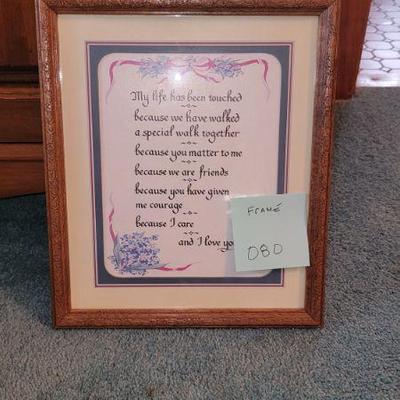 My life has been touched
because we have walked
a special walk together
because you matter to me
because we are friends
because you have given
me courage
because I care
and I love you
FRAME
080